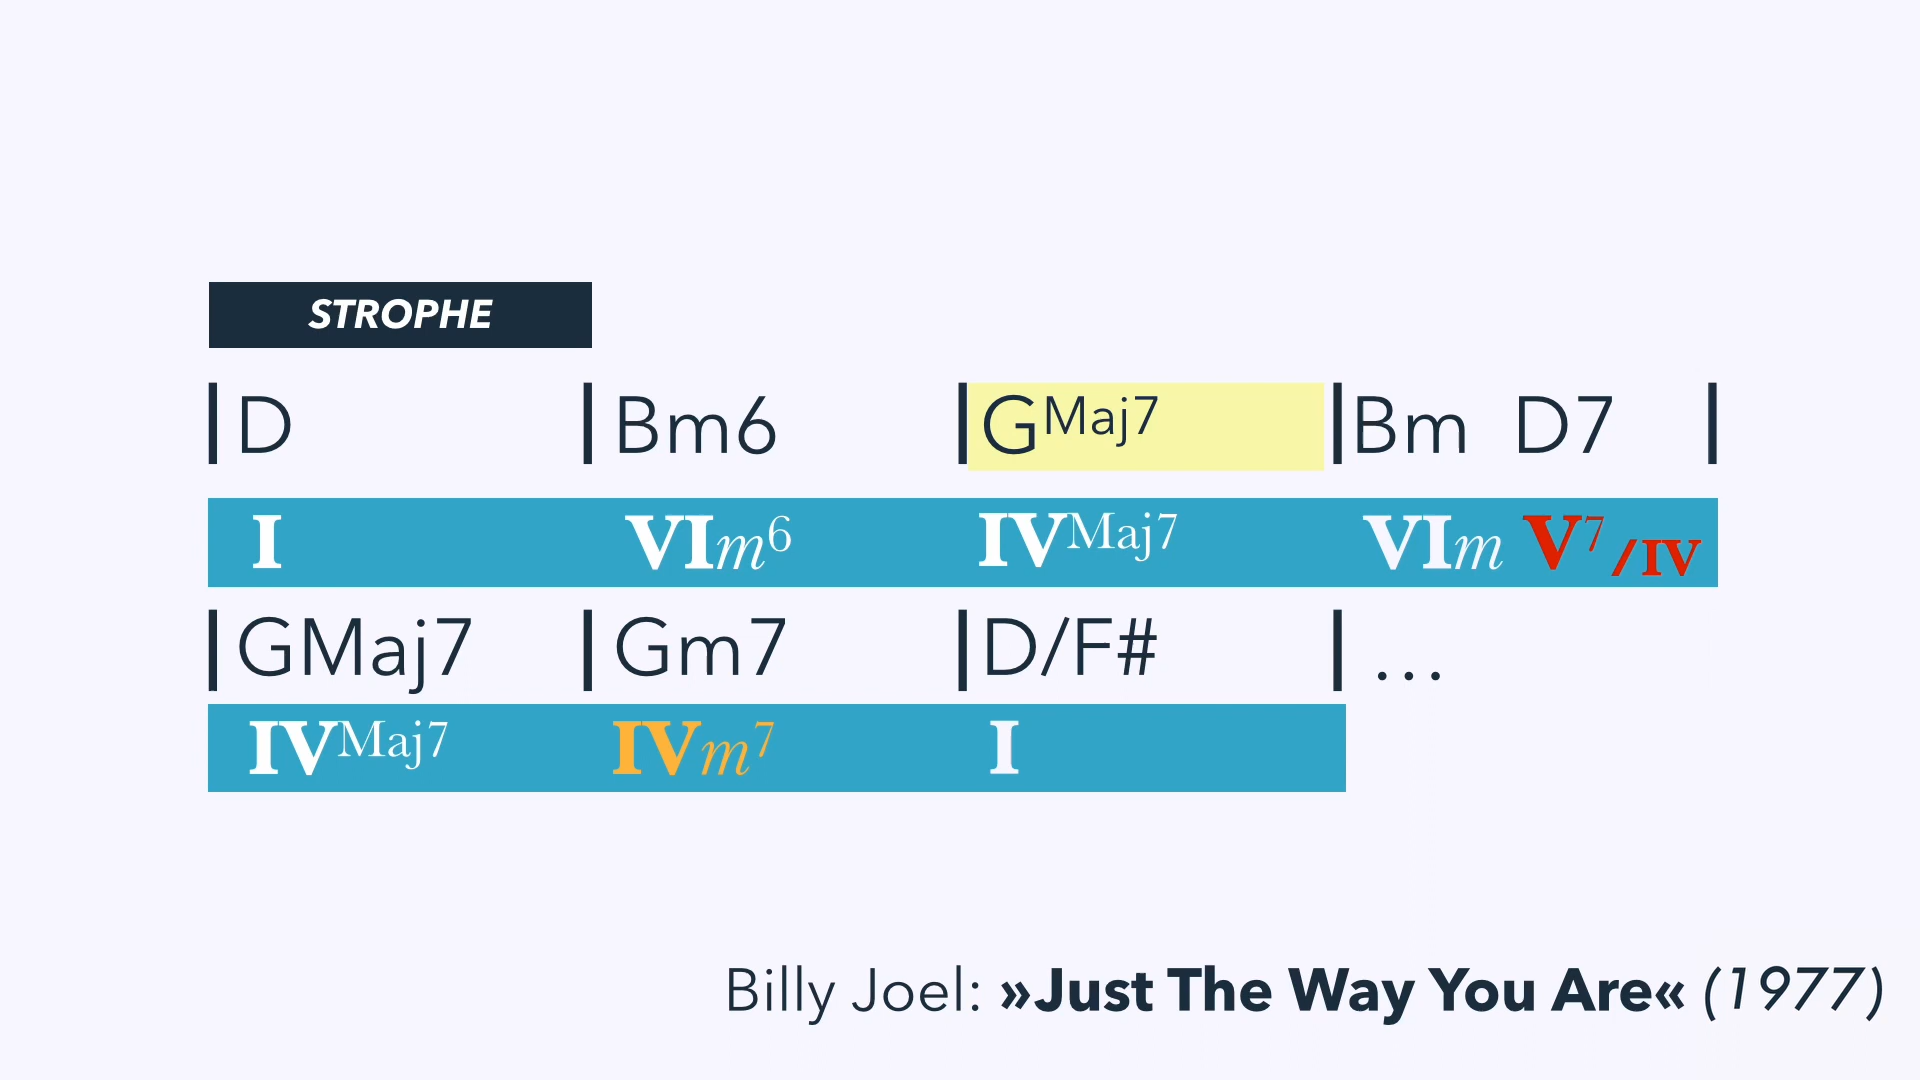 STROPHE
| D | Bm6 | GMaj7 | Bm D7 |
I VIm6 IVMaj7 VIm V7/IV
| GMaj7 | Gm7 | D/F# | ...
IVMaj7 IVm7 I
Billy Joel: »Just The Way You Are« (1977)